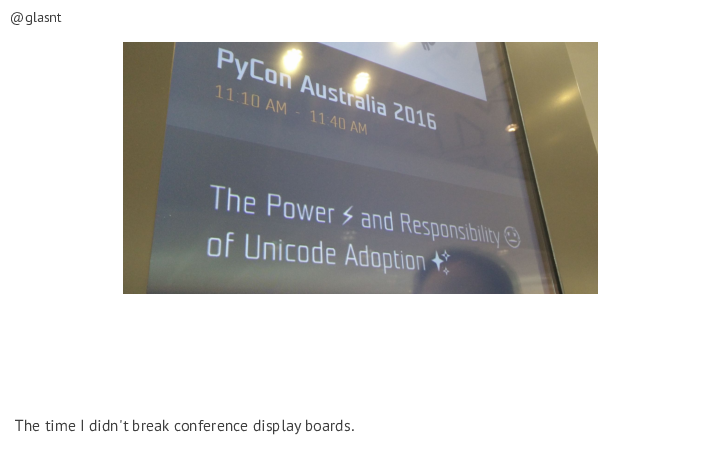 @glasnt
PyCon Australia 2016
11:10 AM - 11:40 AM
The Power ⚡ and Responsibility 😐
of Unicode Adoption ✨
The time I didn't break conference display boards.